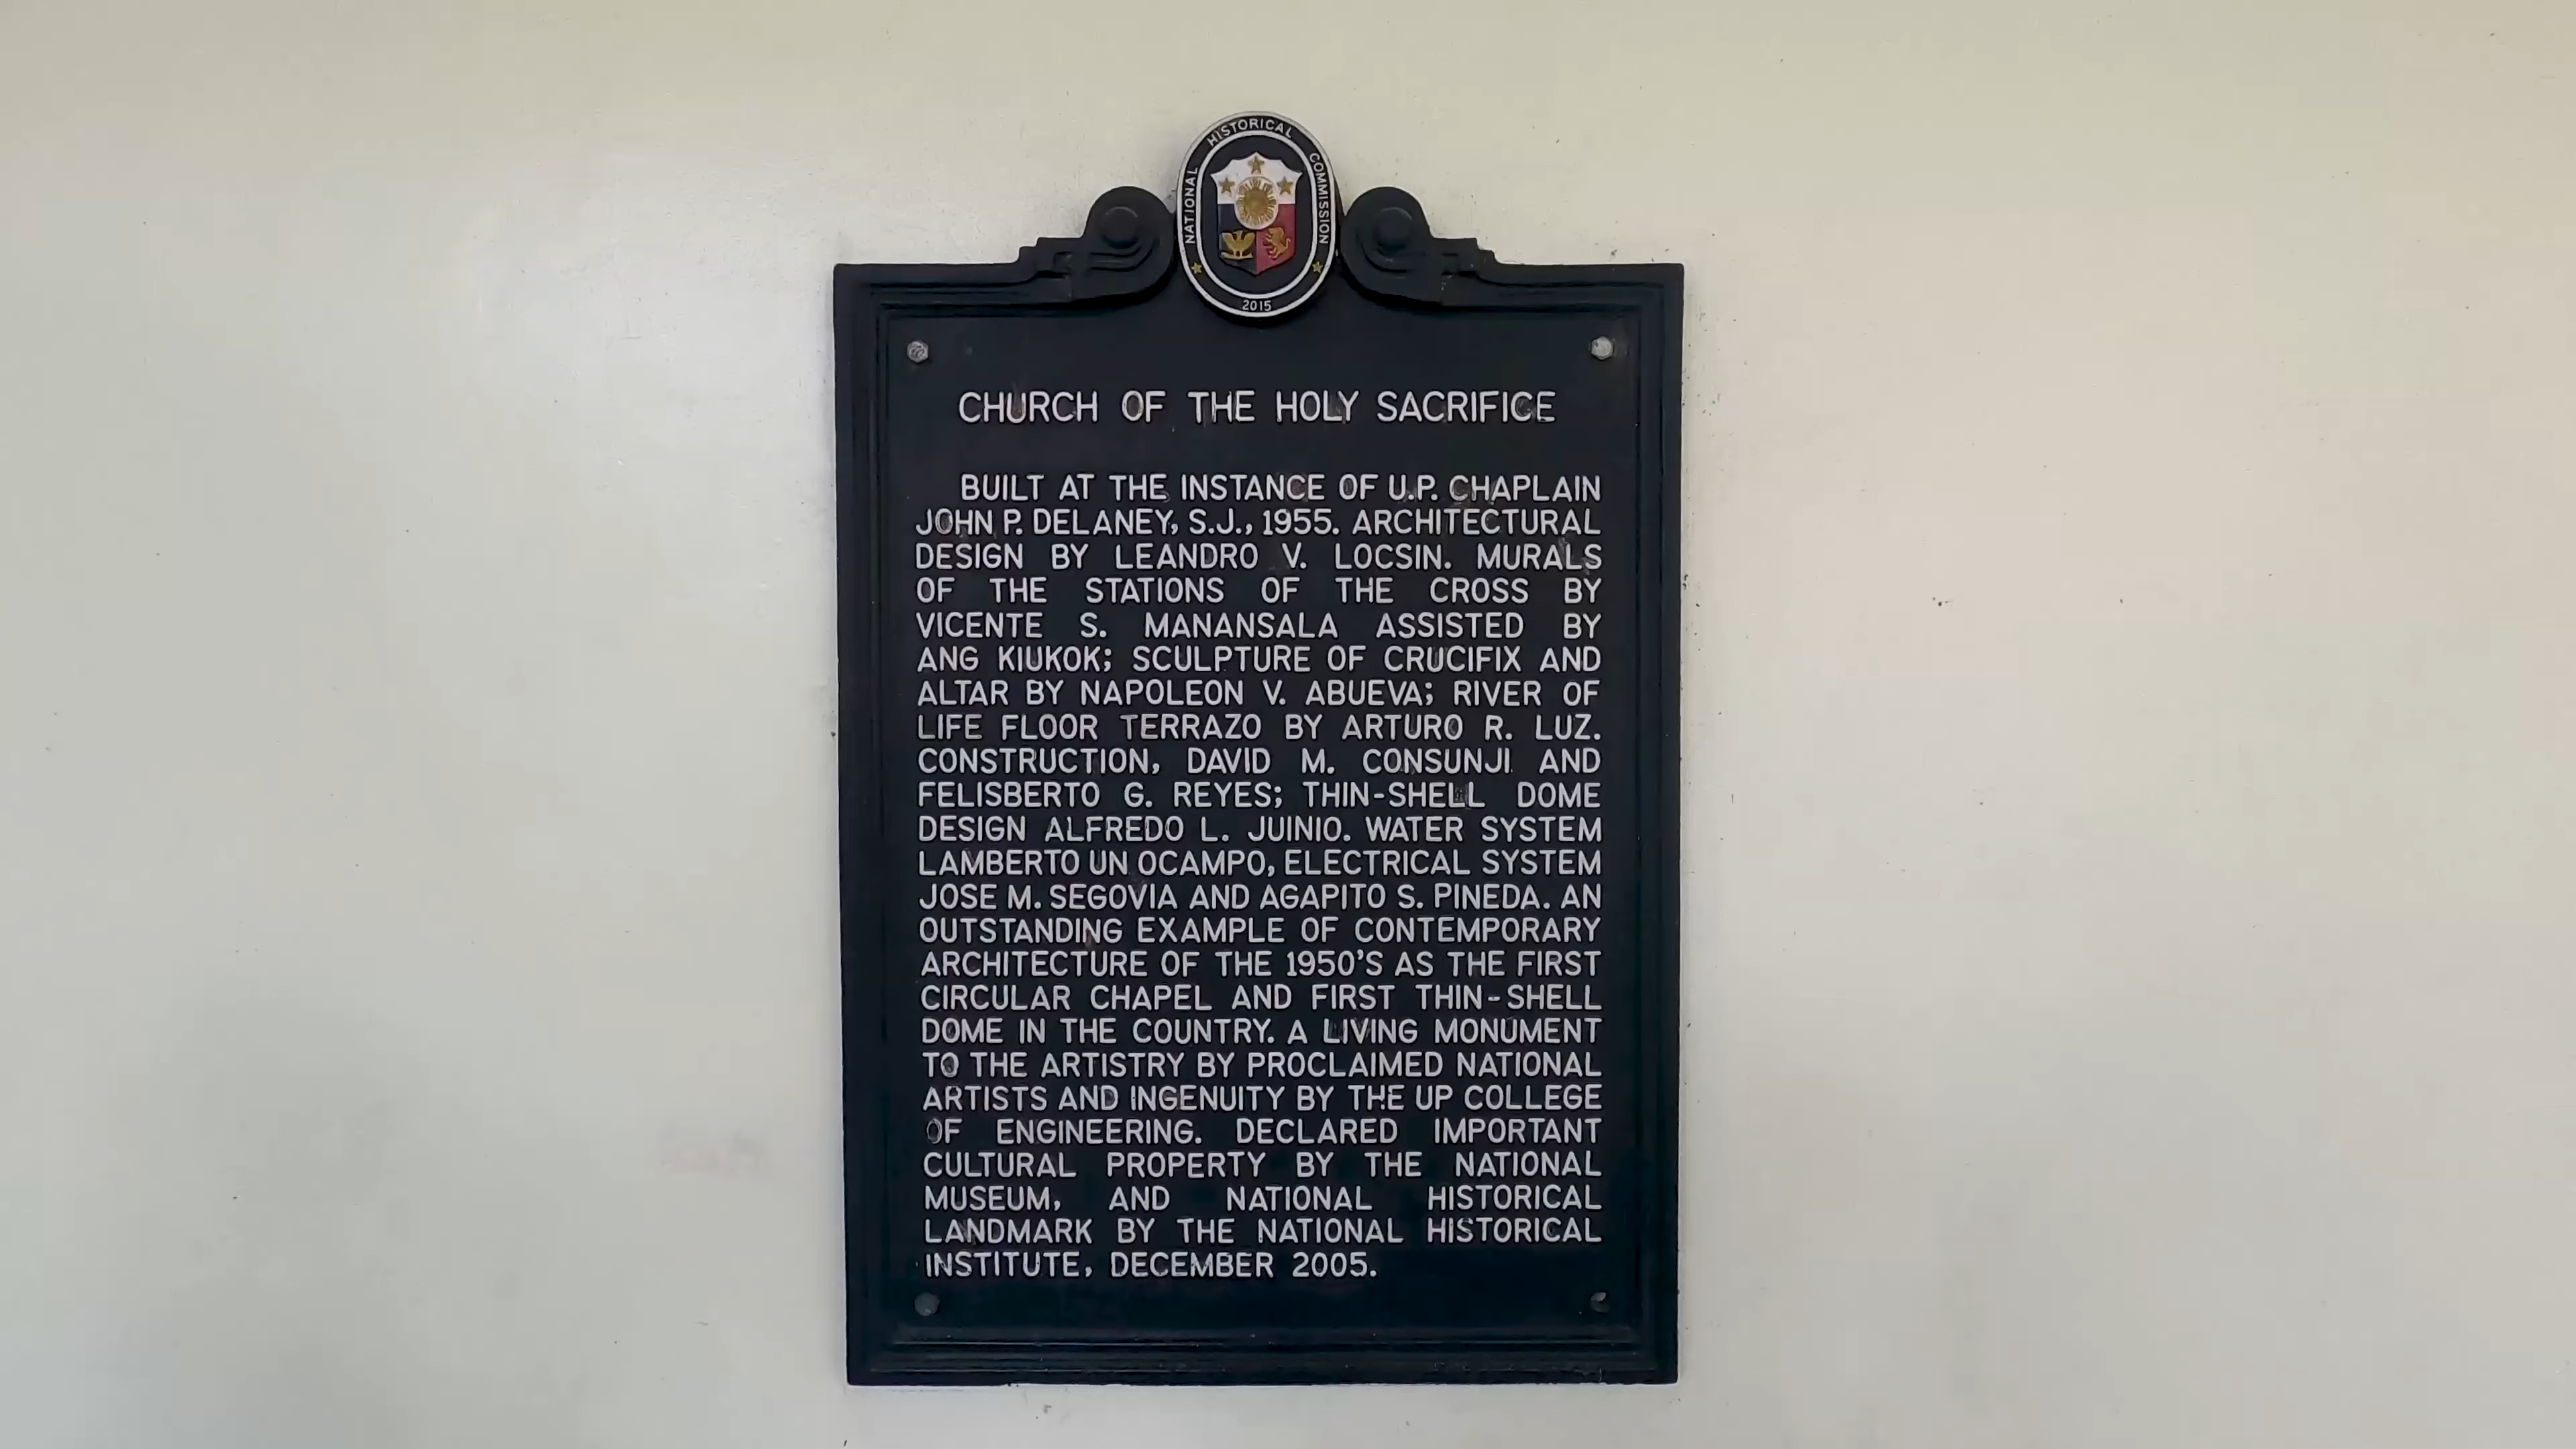 NATIONAL HISTORICAL COMMISSION
2015
CHURCH OF THE HOLY SACRIFICE
BUILT AT THE INSTANCE OF U.P. CHAPLAIN
JOHN P. DELANEY, S.J., 1955. ARCHITECTURAL
DESIGN BY LEANDRO V. LOCSIN. MURALS
OF THE STATIONS OF THE CROSS BY
VICENTE S. MANANSALA ASSISTED BY
ANG KIUKOK; SCULPTURE OF CRUCIFIX AND
ALTAR BY NAPOLEON V. ABUEVA; RIVER OF
LIFE FLOOR TERRAZO BY ARTURO R. LUZ.
CONSTRUCTION, DAVID M. CONSUNJI AND
FELISBERTO G. REYES; THIN-SHELL DOME
DESIGN ALFREDO L. JUINIO. WATER SYSTEM
LAMBERTO UN OCAMPO, ELECTRICAL SYSTEM
JOSE M. SEGOVIA AND AGAPITO S. PINEDA. AN
OUTSTANDING EXAMPLE OF CONTEMPORARY
ARCHITECTURE OF THE 1950'S AS THE FIRST
CIRCULAR CHAPEL AND FIRST THIN-SHELL
DOME IN THE COUNTRY. A LIVING MONUMENT
TO THE ARTISTRY BY PROCLAIMED NATIONAL
ARTISTS AND INGENUITY BY THE UP COLLEGE
OF ENGINEERING. DECLARED IMPORTANT
CULTURAL PROPERTY BY THE NATIONAL
MUSEUM, AND NATIONAL HISTORICAL
LANDMARK BY THE NATIONAL HISTORICAL
INSTITUTE, DECEMBER 2005.